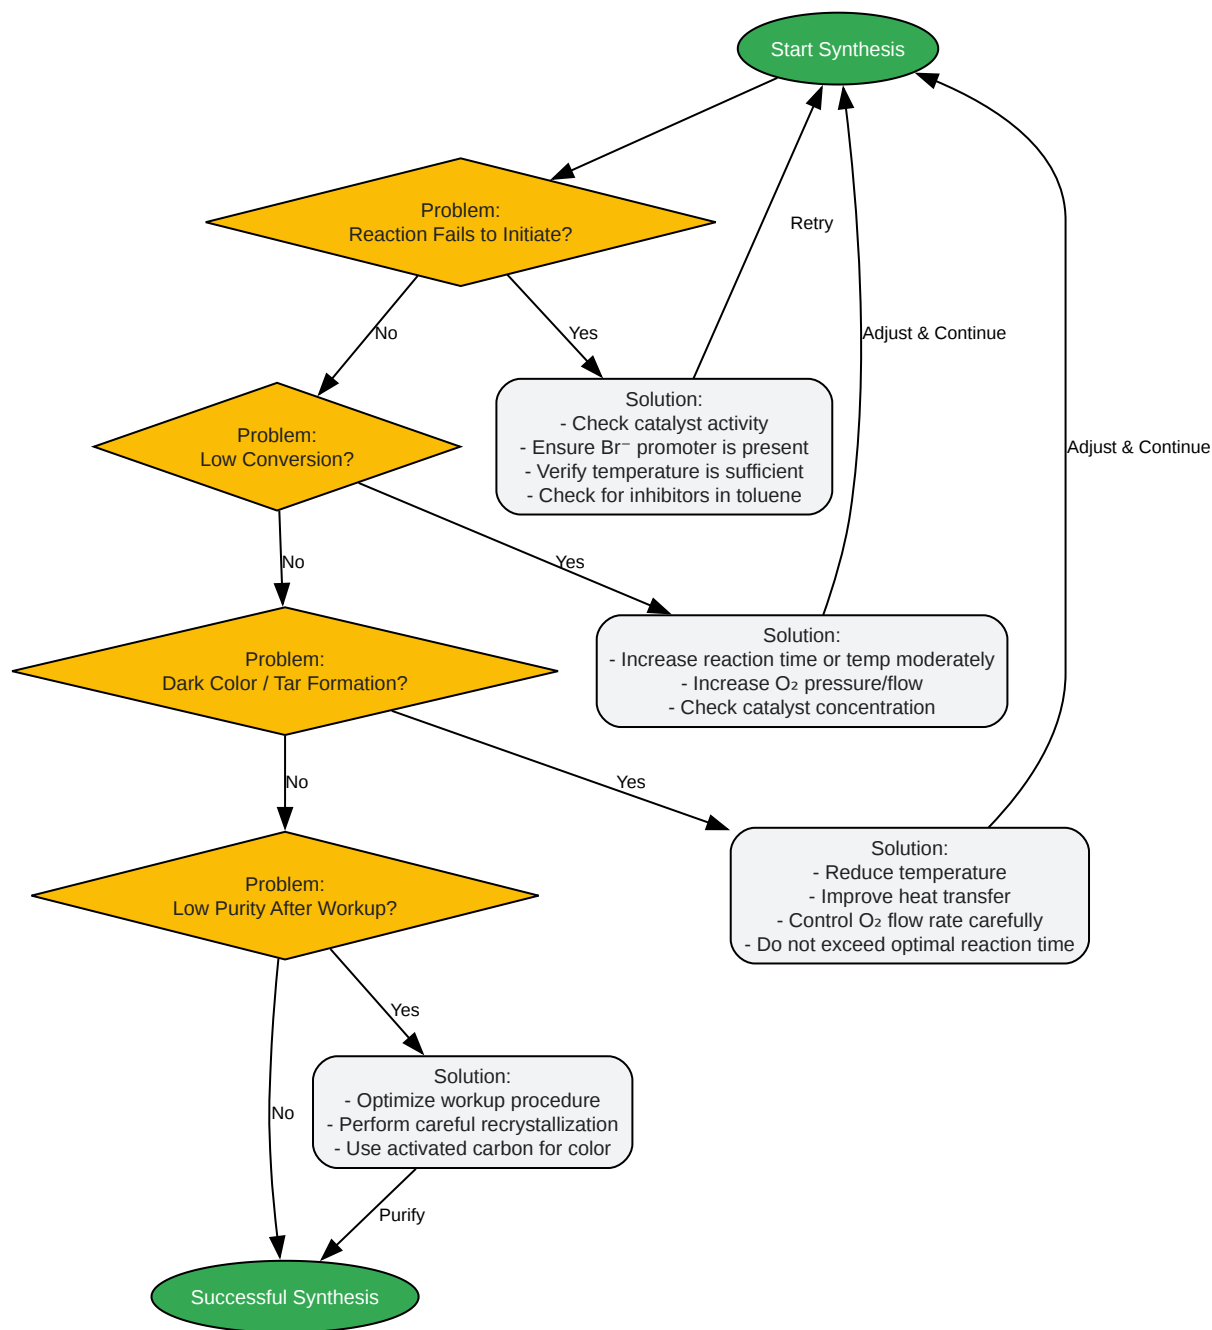 Start Synthesis
Problem:
Reaction Fails to Initiate?
Retry
No
Yes
Adjust & Continue
Solution:
- Check catalyst activity
- Ensure Br⁻ promoter is present
- Verify temperature is sufficient
- Check for inhibitors in toluene
Problem:
Low Conversion?
Adjust & Continue
No
Yes
Solution:
- Increase reaction time or temp moderately
- Increase O₂ pressure/flow
- Check catalyst concentration
Problem:
Dark Color / Tar Formation?
No
Yes
Solution:
- Reduce temperature
- Improve heat transfer
- Control O₂ flow rate carefully
- Do not exceed optimal reaction time
Problem:
Low Purity After Workup?
Yes
No
Solution:
- Optimize workup procedure
- Perform careful recrystallization
- Use activated carbon for color
Purify
Successful Synthesis